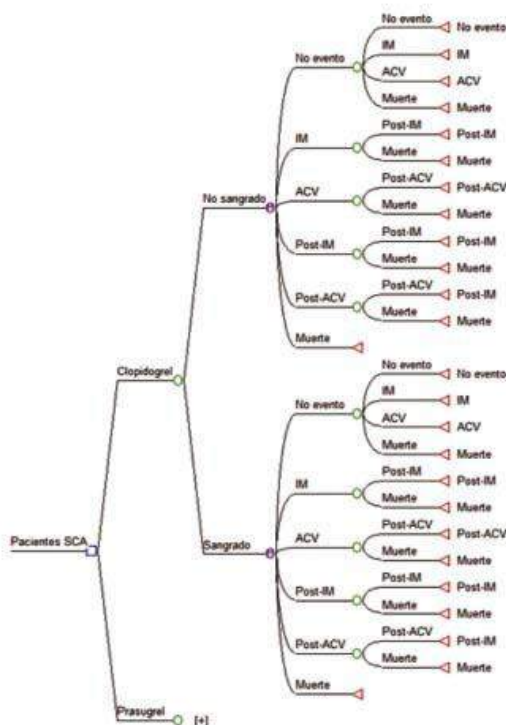 No evento No evento
IM IM
No evento
ACV ACV
Muerte Muerte
Post-IM Post-IM
IM
Muerte Muerte
Post-ACV Post-ACV
ACV
No sangrado
Muerte Muerte
Post-IM Post-IM
Post-IM
Muerte Muerte
Post-ACV Post-IM
Post-ACV
Muerte Muerte
Muerte
Clopidogrel
No evento No evento
IM IM
No evento
ACV ACV
Muerte Muerte
Post-IM Post-IM
IM
Muerte Muerte
Post-ACV Post-ACV
Pacientes SCA
Sangrado
ACV
Muerte Muerte
Post-IM Post-IM
Post-IM
Muerte Muerte
Post-ACV Post-IM
Post-ACV
Muerte Muerte
Muerte
Prasugrel [+]